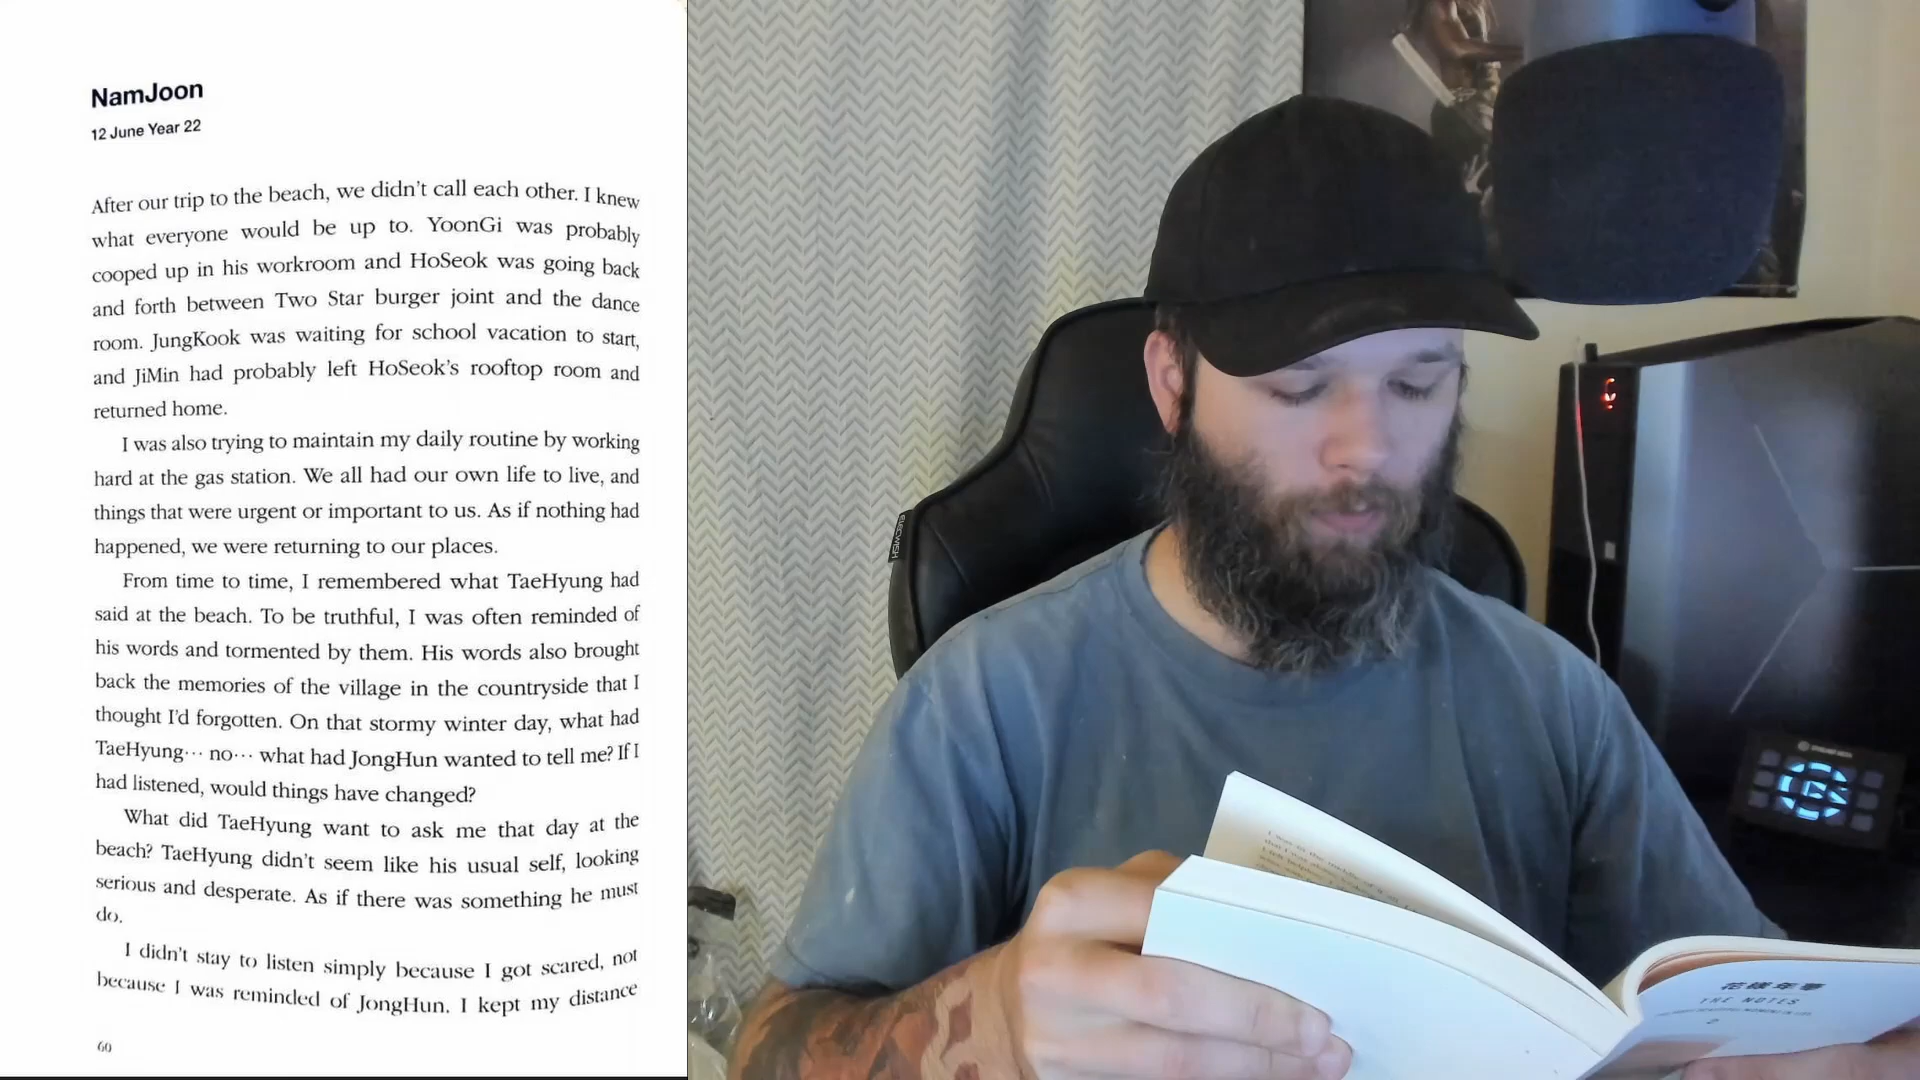 NamJoon
12 June Year 22
After our trip to the beach, we didn't call each other. I knew
what everyone would be up to. YoonGi was probably
cooped up in his workroom and HoSeok was going back
and forth between Two Star burger joint and the dance
room. JungKook was waiting for school vacation to start,
and JiMin had probably left HoSeok's rooftop room and
returned home.
I was also trying to maintain my daily routine by working
hard at the gas station. We all had our own life to live, and
things that were urgent or important to us. As if nothing had
happened, we were returning to our places.
From time to time, I remembered what TaeHyung had
said at the beach. To be truthful, I was often reminded of
his words and tormented by them. His words also brought
back the memories of the village in the countryside that I
thought I'd forgotten. On that stormy winter day, what had
TaeHyung… no… what had JongHun wanted to tell me? If I
had listened, would things have changed?
What did TaeHyung want to ask me that day at the
beach? TaeHyung didn't seem like his usual self, looking
serious and desperate. As if there was something he must
do.
I didn't stay to listen simply because I got scared, not
because I was reminded of JongHun. I kept my distance
60
ELECWISH
花樣年華
THE NOTES
2